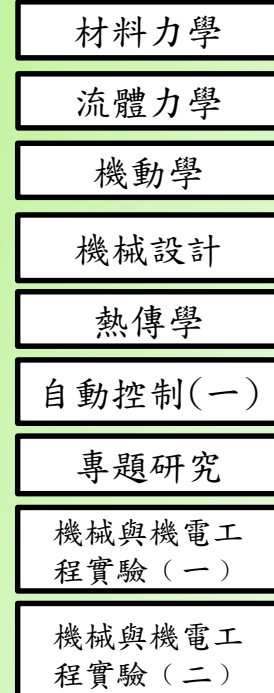 材料力學
流體力學
機動學
機械設計
熱傳學
自動控制(一)
專題研究
機械與機電工
程實驗（一）
機械與機電工
程實驗（二）